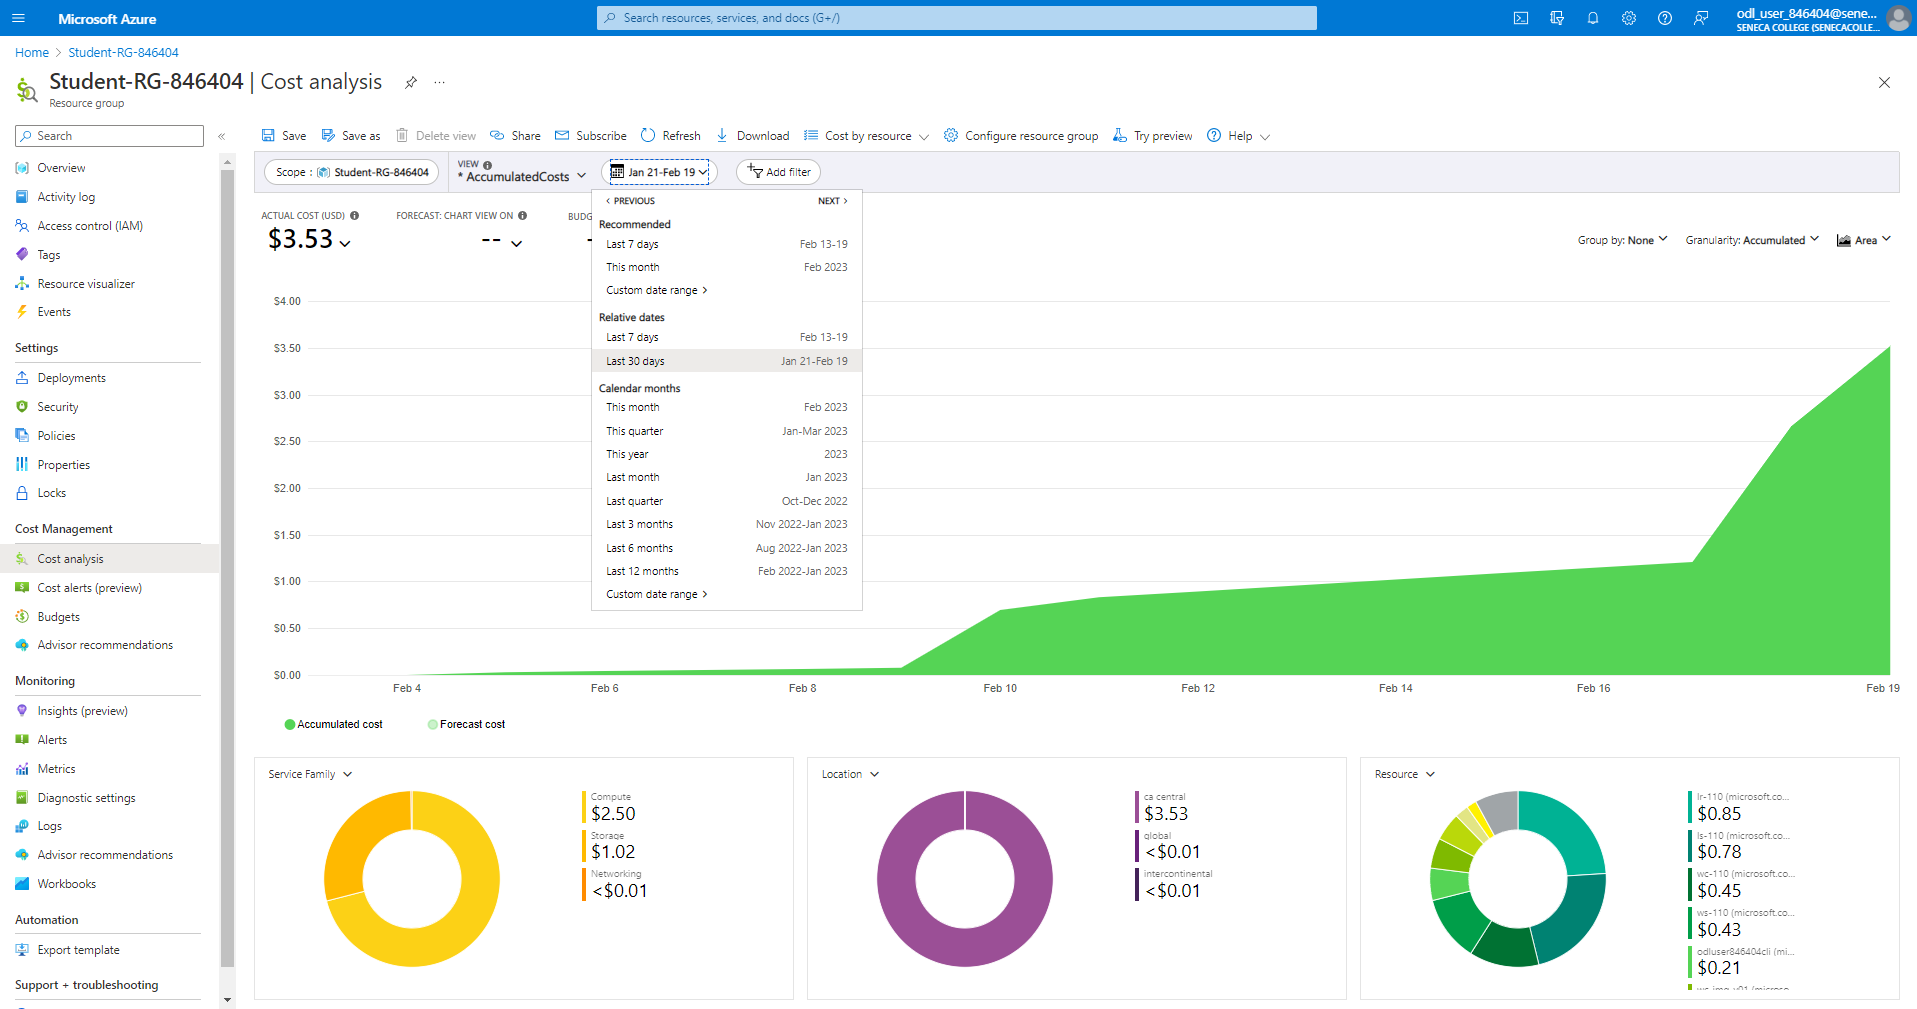 Microsoft Azure
Search resources, services, and docs (G+/)
odl_user_846404@sene...
SENECA COLLEGE (SENECACOLLE...
Home > Student-RG-846404
Student-RG-846404 | Cost analysis
Resource group
Search
Overview
Activity log
Access control (IAM)
Tags
Resource visualizer
Events
Settings
Deployments
Security
Policies
Properties
Locks
Cost Management
Cost analysis
Cost alerts (preview)
Budgets
Advisor recommendations
Monitoring
Insights (preview)
Alerts
Metrics
Diagnostic settings
Logs
Advisor recommendations
Workbooks
Automation
Export template
Support + troubleshooting
Save Save as Delete view Share Subscribe Refresh Download Cost by resource Configure resource group Try preview Help
Scope : Student-RG-846404
VIEW
* AccumulatedCosts
Jan 21-Feb 19
Add filter
ACTUAL COST (USD)
$3.53
FORECAST: CHART VIEW ON
--
BUDG
Group by: None
Granularity: Accumulated
Area
< PREVIOUS NEXT >
Recommended
Last 7 days Feb 13-19
This month Feb 2023
Custom date range >
Relative dates
Last 7 days Feb 13-19
Last 30 days Jan 21-Feb 19
Calendar months
This month Feb 2023
This quarter Jan-Mar 2023
This year 2023
Last month Jan 2023
Last quarter Oct-Dec 2022
Last 3 months Nov 2022-Jan 2023
Last 6 months Aug 2022-Jan 2023
Last 12 months Feb 2022-Jan 2023
Custom date range >
$4.00
$3.50
$3.00
$2.50
$2.00
$1.50
$1.00
$0.50
$0.00
Feb 4 Feb 6 Feb 8 Feb 10 Feb 12 Feb 14 Feb 16 Feb 19
Accumulated cost Forecast cost
Service Family
Compute
$2.50
Storage
$1.02
Networking
<$0.01
Location
ca central
$3.53
global
<$0.01
intercontinental
<$0.01
Resource
lr-110 (microsoft.co...
$0.85
ls-110 (microsoft.co...
$0.78
wc-110 (microsoft.co...
$0.45
ws-110 (microsoft.co...
$0.43
odluser846404cli (mi...
$0.21